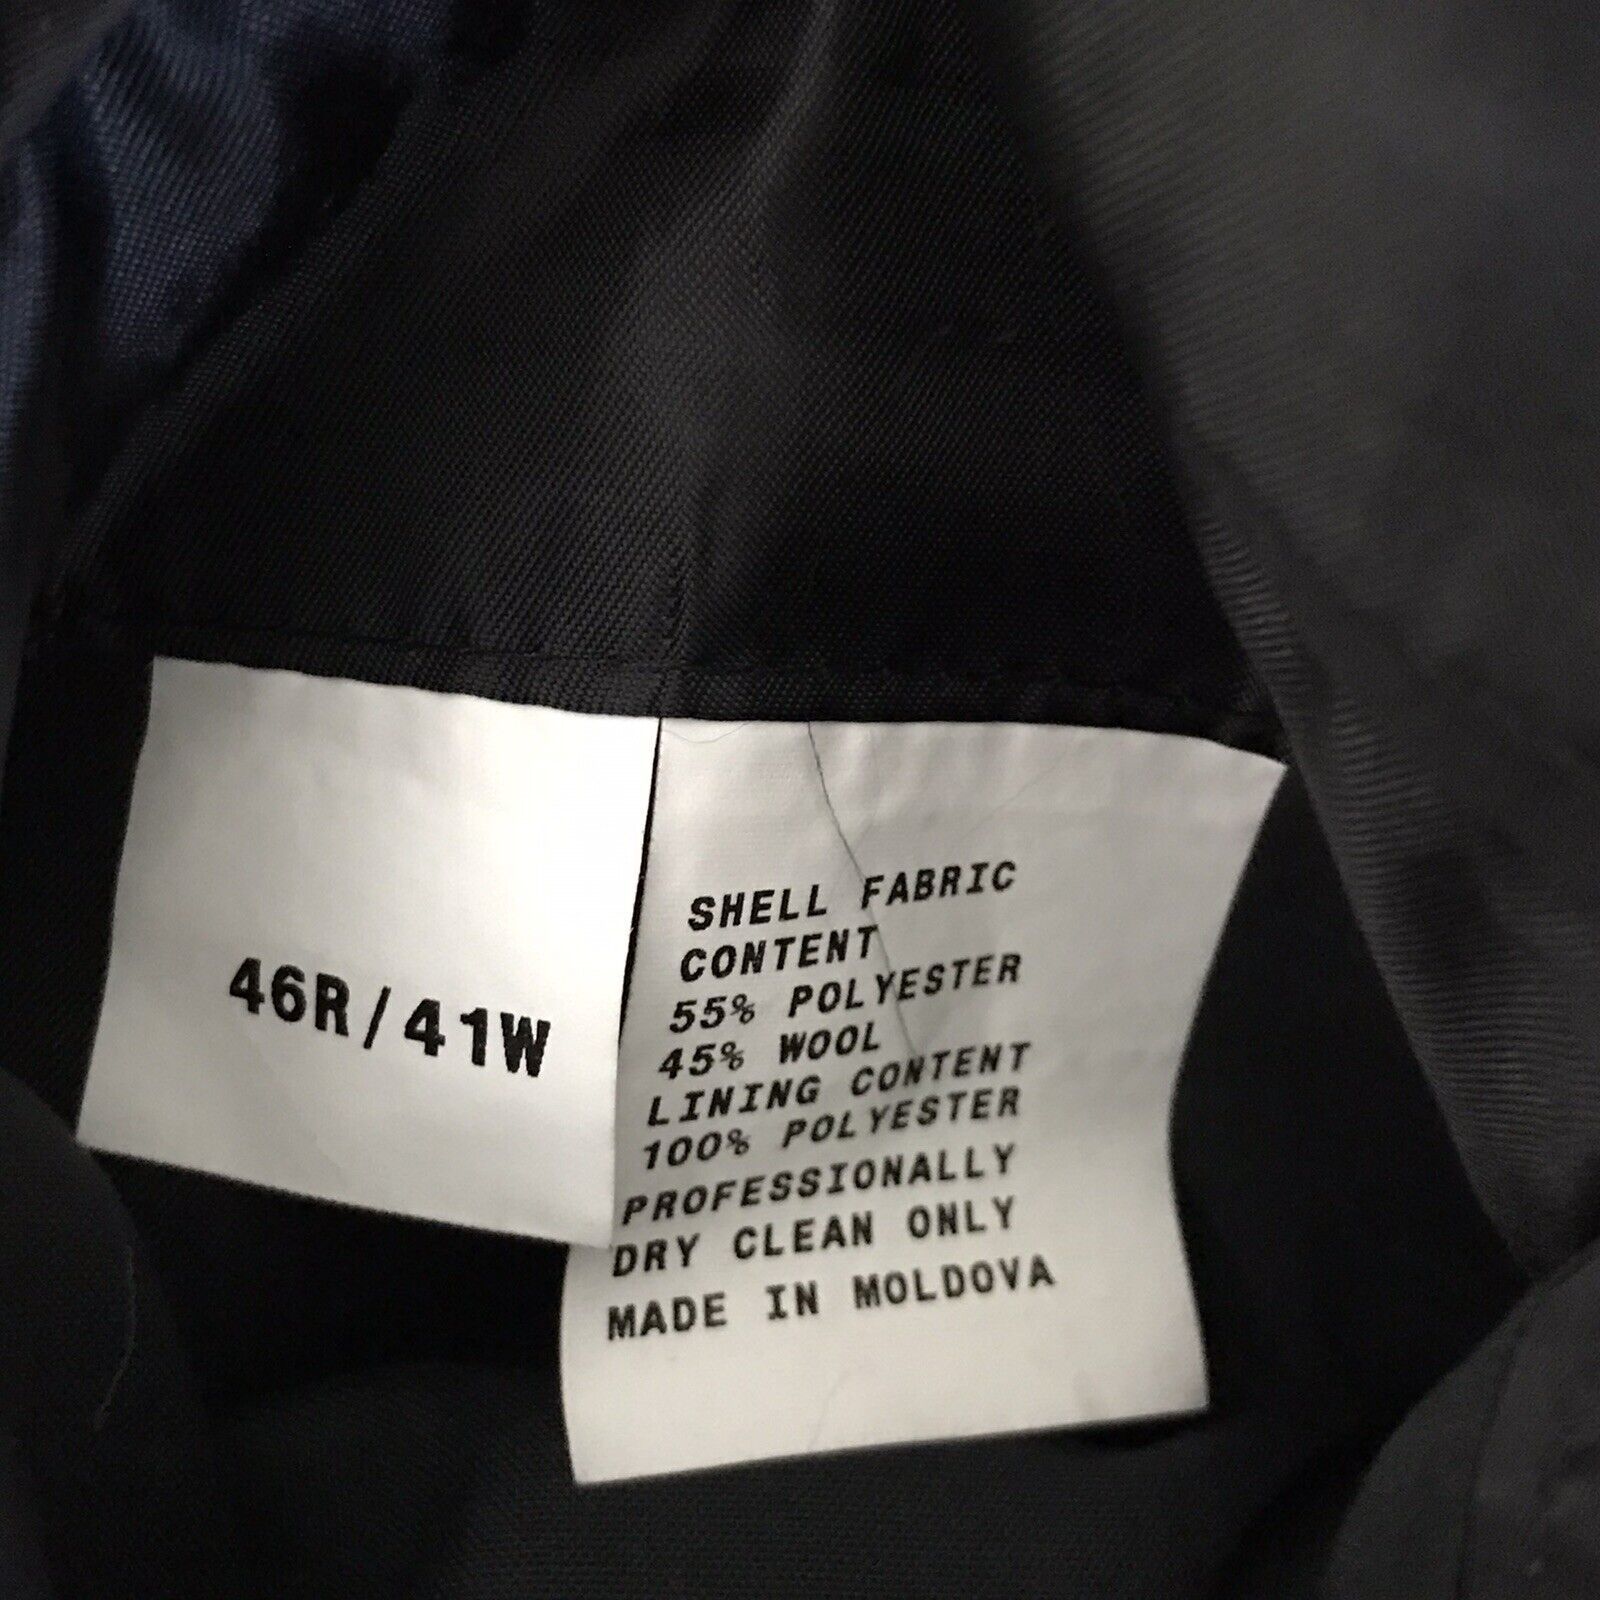 46R/41W
SHELL FABRIC
CONTENT
55% POLYESTER
45% WOOL
LINING CONTENT
100% POLYESTER
PROFESSIONALLY
DRY CLEAN ONLY
MADE IN MOLDOVA